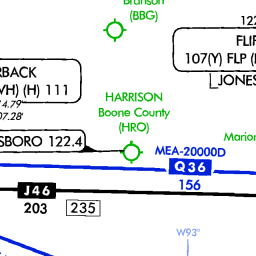 Branson
(BBG)
122
FLIP
107(Y) FLP (
JONES
RBACK
VH) (H) 111
4.79'
07.28'
HARRISON
Boone County
(HRO)
SBORO 122.4
Marion
MEA-20000D
Q36
156
J46
203
235
W93°